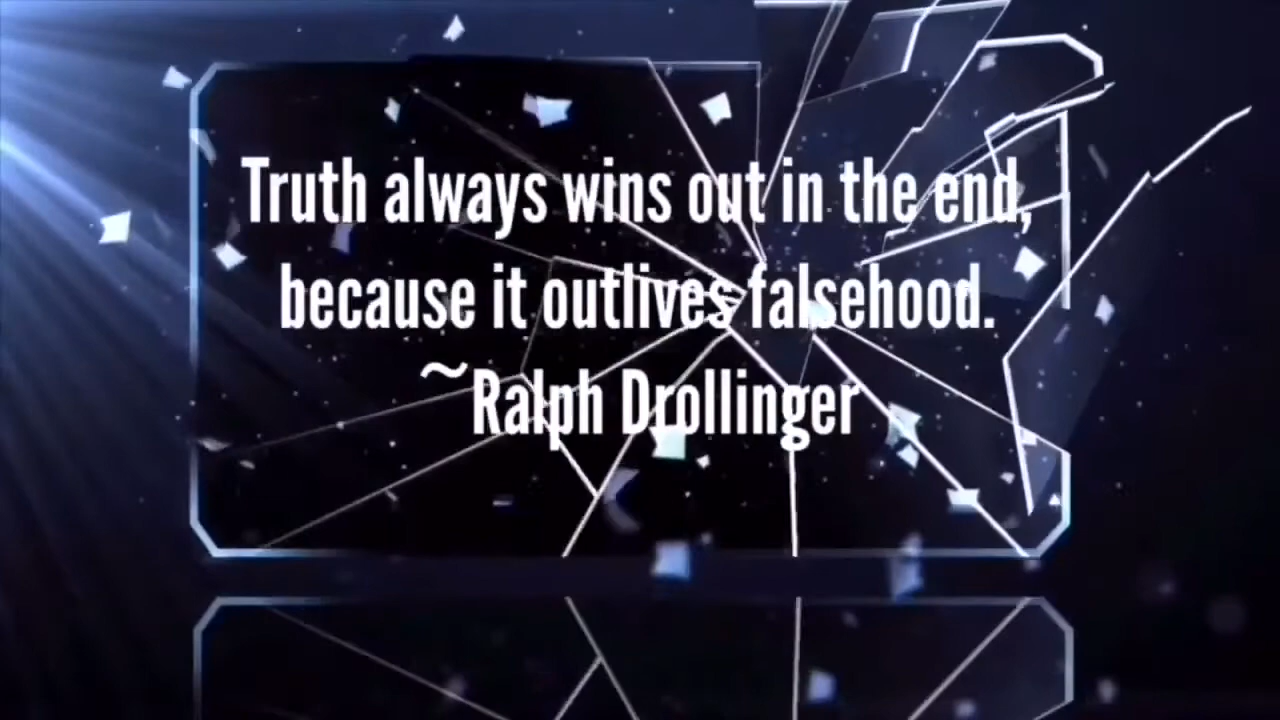 Truth always wins out in the end,
because it outlives falsehood.
~Ralph Drollinger